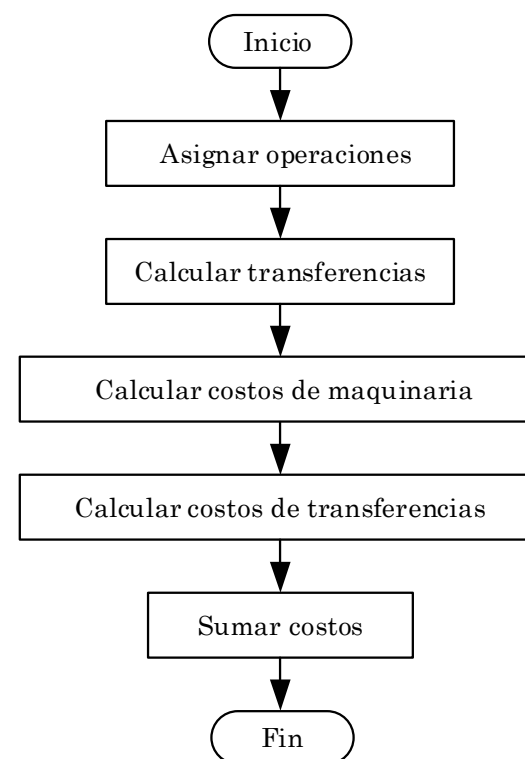 Inicio
Asignar operaciones
Calcular transferencias
Calcular costos de maquinaria
Calcular costos de transferencias
Sumar costos
Fin